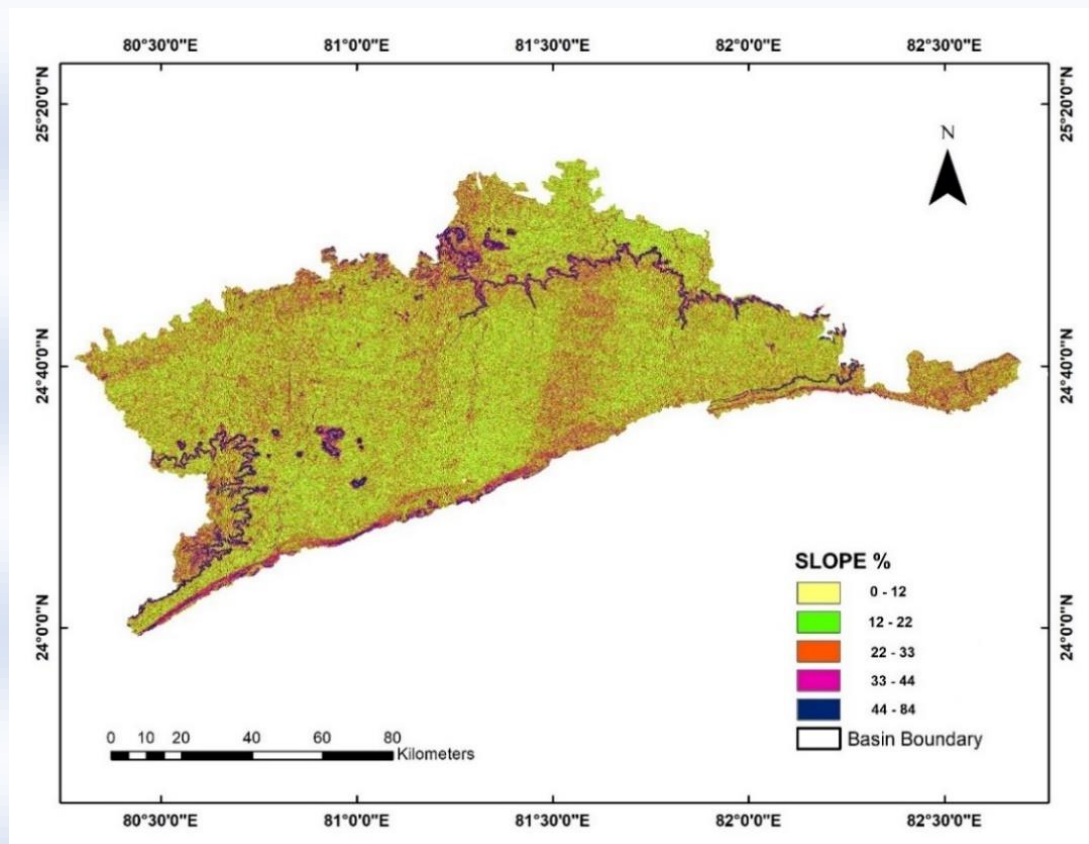 80°30'0"E 81°0'0"E 81°30'0"E 82°0'0"E 82°30'0"E
25°20'0"N 25°20'0"N
N
24°40'0"N 24°40'0"N
SLOPE %
0 - 12
12 - 22
24°0'0"N 24°0'0"N
22 - 33
33 - 44
44 - 84
Basin Boundary
0 10 20 40 60 80
Kilometers
80°30'0"E 81°0'0"E 81°30'0"E 82°0'0"E 82°30'0"E